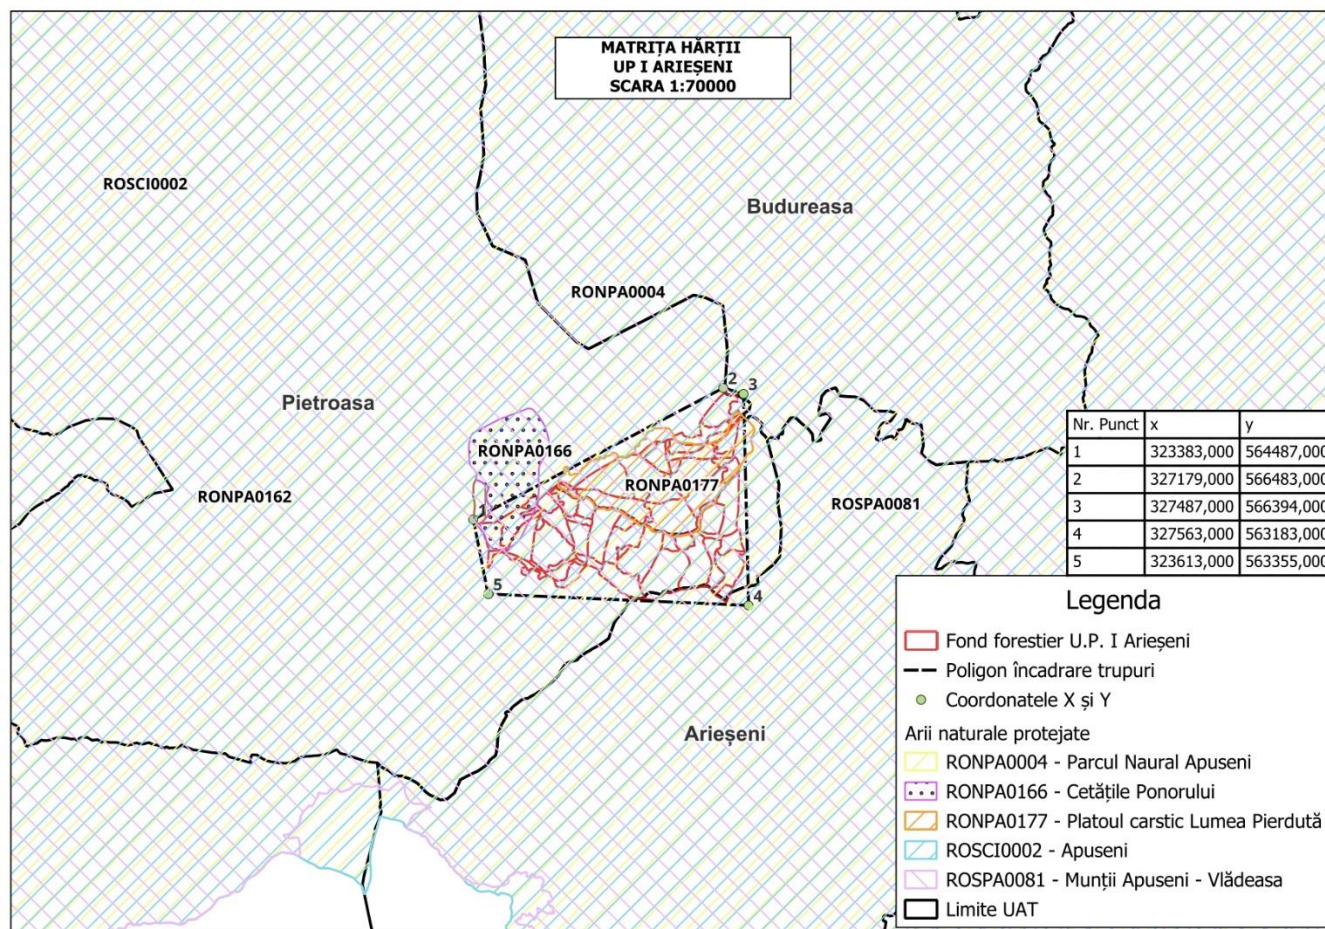 MATRIȚA HĂRȚII
UP I ARIEȘENI
SCARA 1:70000
ROSCI0002
Budureasa
RONPA0004
2
3
Pietroasa
Nr. Punct x y
1 323383,000 564487,000
2 327179,000 566483,000
3 327487,000 566394,000
4 327563,000 563183,000
5 323613,000 563355,000
RONPA0166
RONPA0177
RONPA0162
ROSPA0081
1
5
4
Arieșeni
Legenda
Fond forestier U.P. I Arieșeni
Poligon încadrare trupuri
Coordonatele X și Y
Arii naturale protejate
RONPA0004 - Parcul Naural Apuseni
RONPA0166 - Cetățile Ponorului
RONPA0177 - Platoul carstic Lumea Pierdută
ROSCI0002 - Apuseni
ROSPA0081 - Munții Apuseni - Vlădeasa
Limite UAT